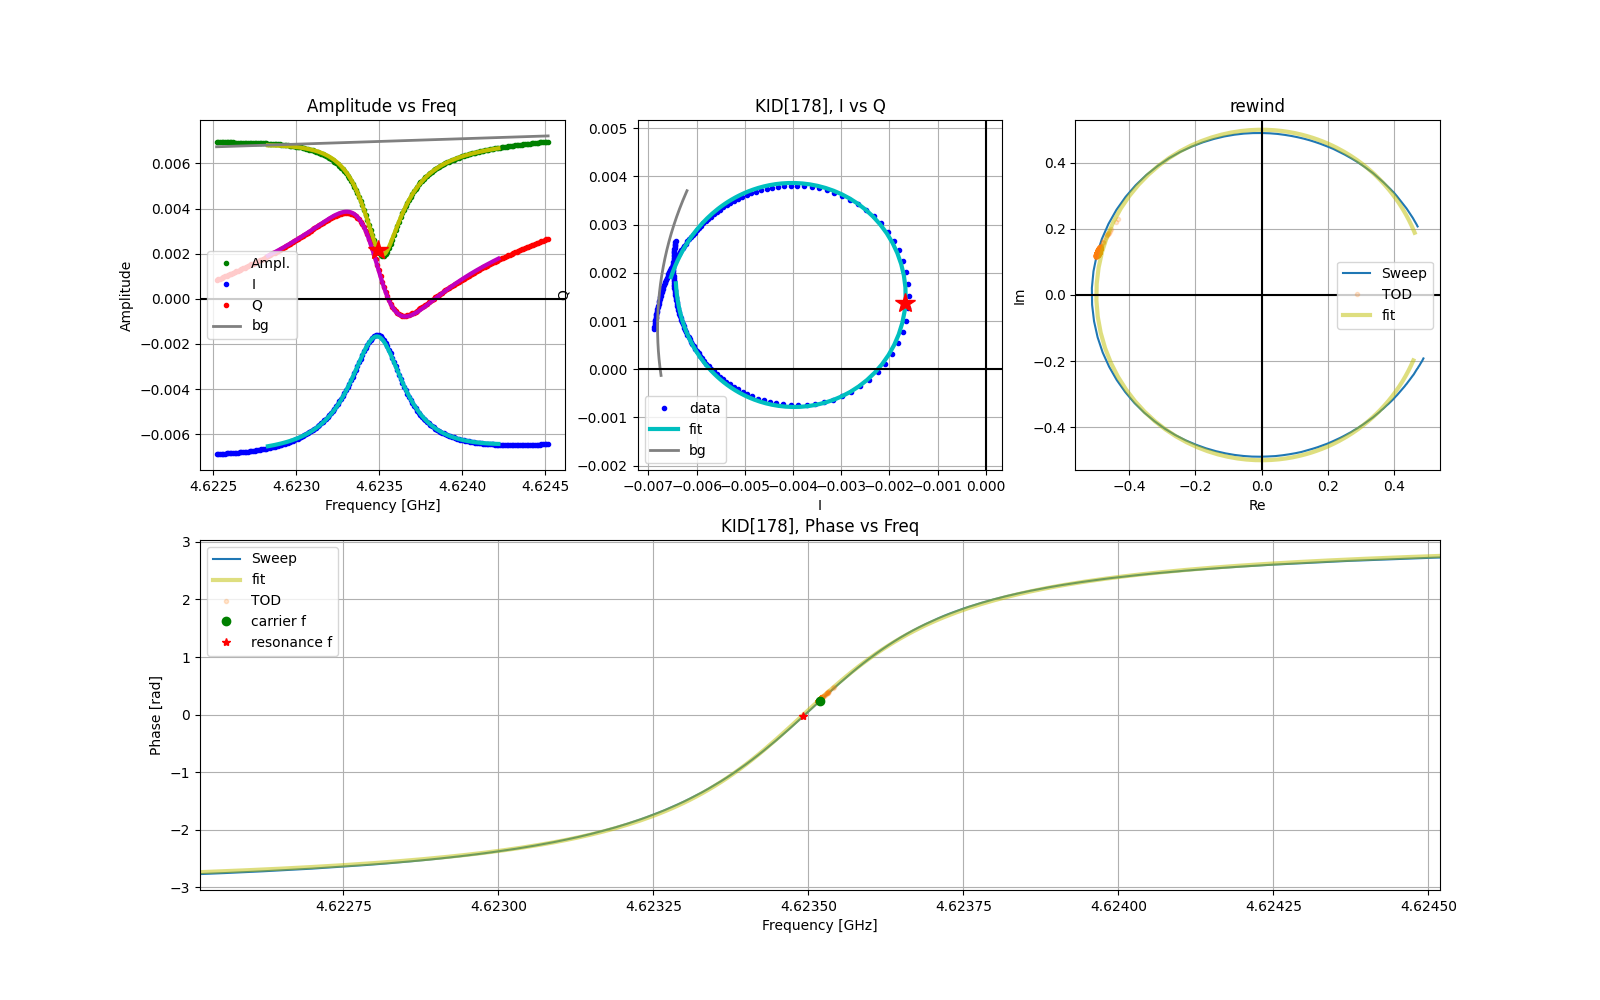 Amplitude vs Freq
Amplitude
0.006
0.004
0.002
0.000
−0.002
−0.004
−0.006
Ampl.
I
Q
bg
4.6225
4.6230
4.6235
4.6240
4.6245
Frequency [GHz]
KID[178], I vs Q
Q
0.005
0.004
0.003
0.002
0.001
0.000
−0.001
−0.002
data
fit
bg
−0.007
−0.006
−0.005
−0.004
−0.003
−0.002
−0.001
0.000
I
rewind
Im
0.4
0.2
0.0
−0.2
−0.4
Sweep
TOD
fit
−0.4
−0.2
0.0
0.2
0.4
Re
KID[178], Phase vs Freq
Phase [rad]
3
2
1
0
−1
−2
−3
Sweep
fit
TOD
carrier f
resonance f
4.62275
4.62300
4.62325
4.62350
4.62375
4.62400
4.62425
4.62450
Frequency [GHz]